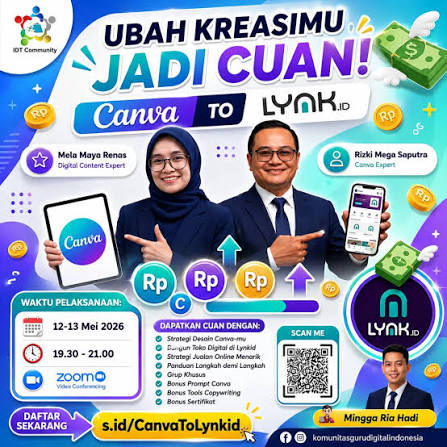 IDT Community
UBAH KREASIMU
JADI CUAN!
Canva TO LYNK.ID
Mela Maya Renas
Digital Content Expert
Rizki Mega Saputra
Canva Expert
Canva
Rp Rp Rp
C
WAKTU PELAKSANAAN:
12-13 Mei 2026
19.30 - 21.00
zoom
Video Conferencing
DAPATKAN CUAN DENGAN:
Strategi Desain Canva-mu
Bangun Toko Digital di Lynkid
Strategi Jualan Online Menarik
Panduan Langkah demi Langkah
Grup Khusus
Bonus Prompt Canva
Bonus Tools Copywriting
Bonus Sertifikat
SCAN ME
LYNK.ID
Mingga Ria Hadi
DAFTAR
SEKARANG
s.id/CanvaToLynkid
komunitasgurudigitalindonesia